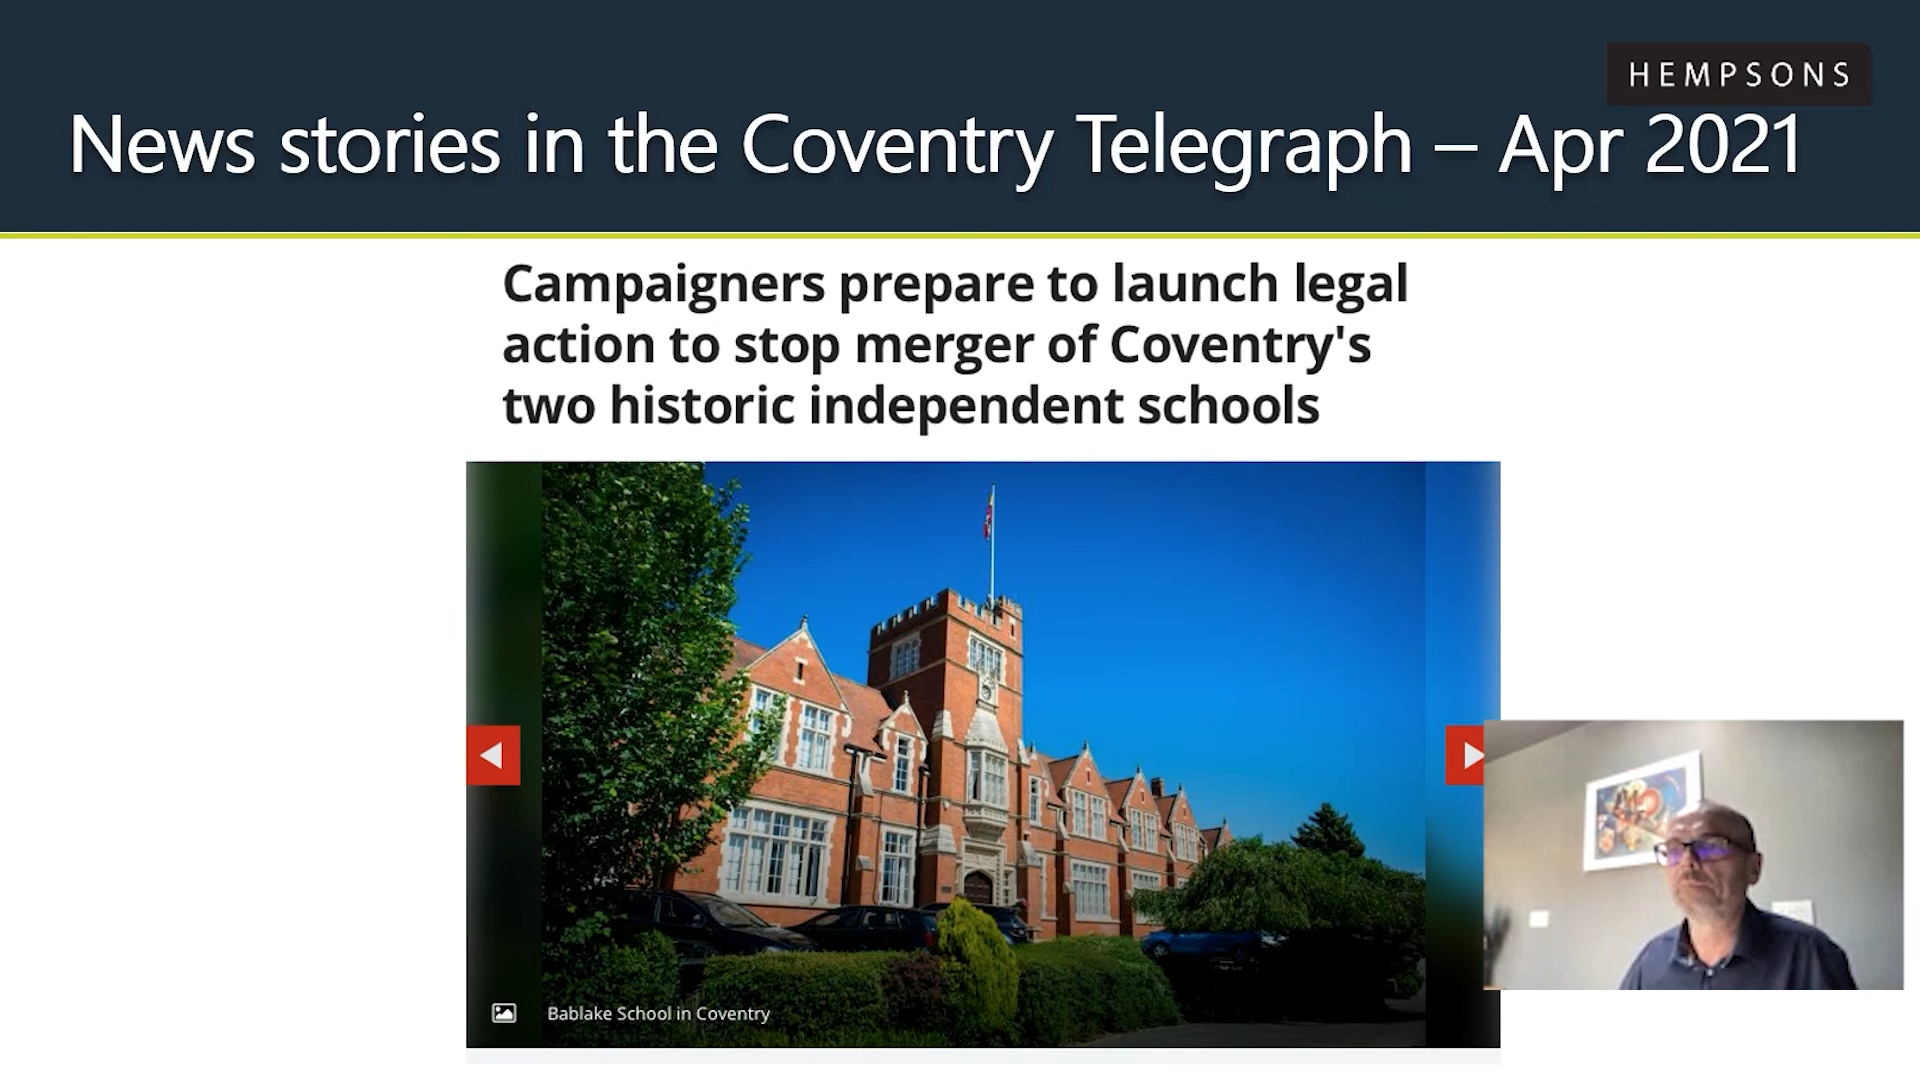 HEMPSONS
News stories in the Coventry Telegraph – Apr 2021
Campaigners prepare to launch legal
action to stop merger of Coventry's
two historic independent schools
Bablake School in Coventry